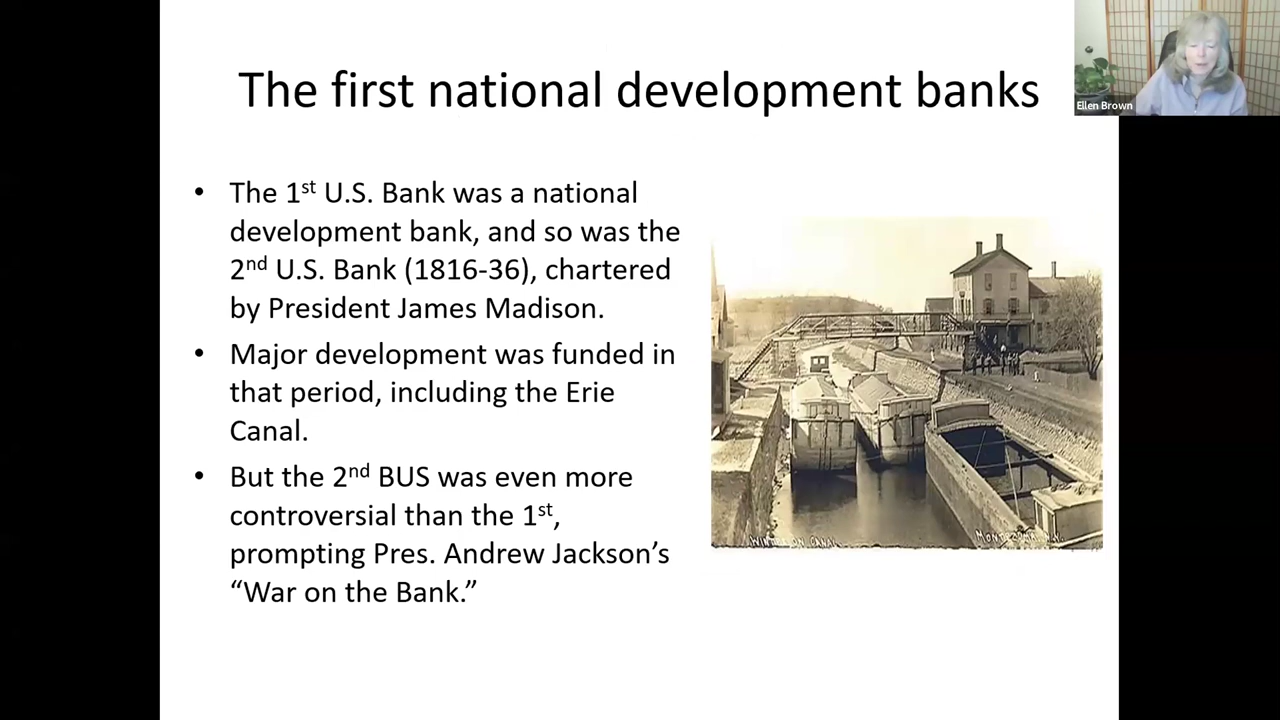 The first national development banks
Ellen Brown
• The 1st U.S. Bank was a national
development bank, and so was the
2nd U.S. Bank (1816-36), chartered
by President James Madison.
• Major development was funded in
that period, including the Erie
Canal.
• But the 2nd BUS was even more
controversial than the 1st,
prompting Pres. Andrew Jackson’s
“War on the Bank.”